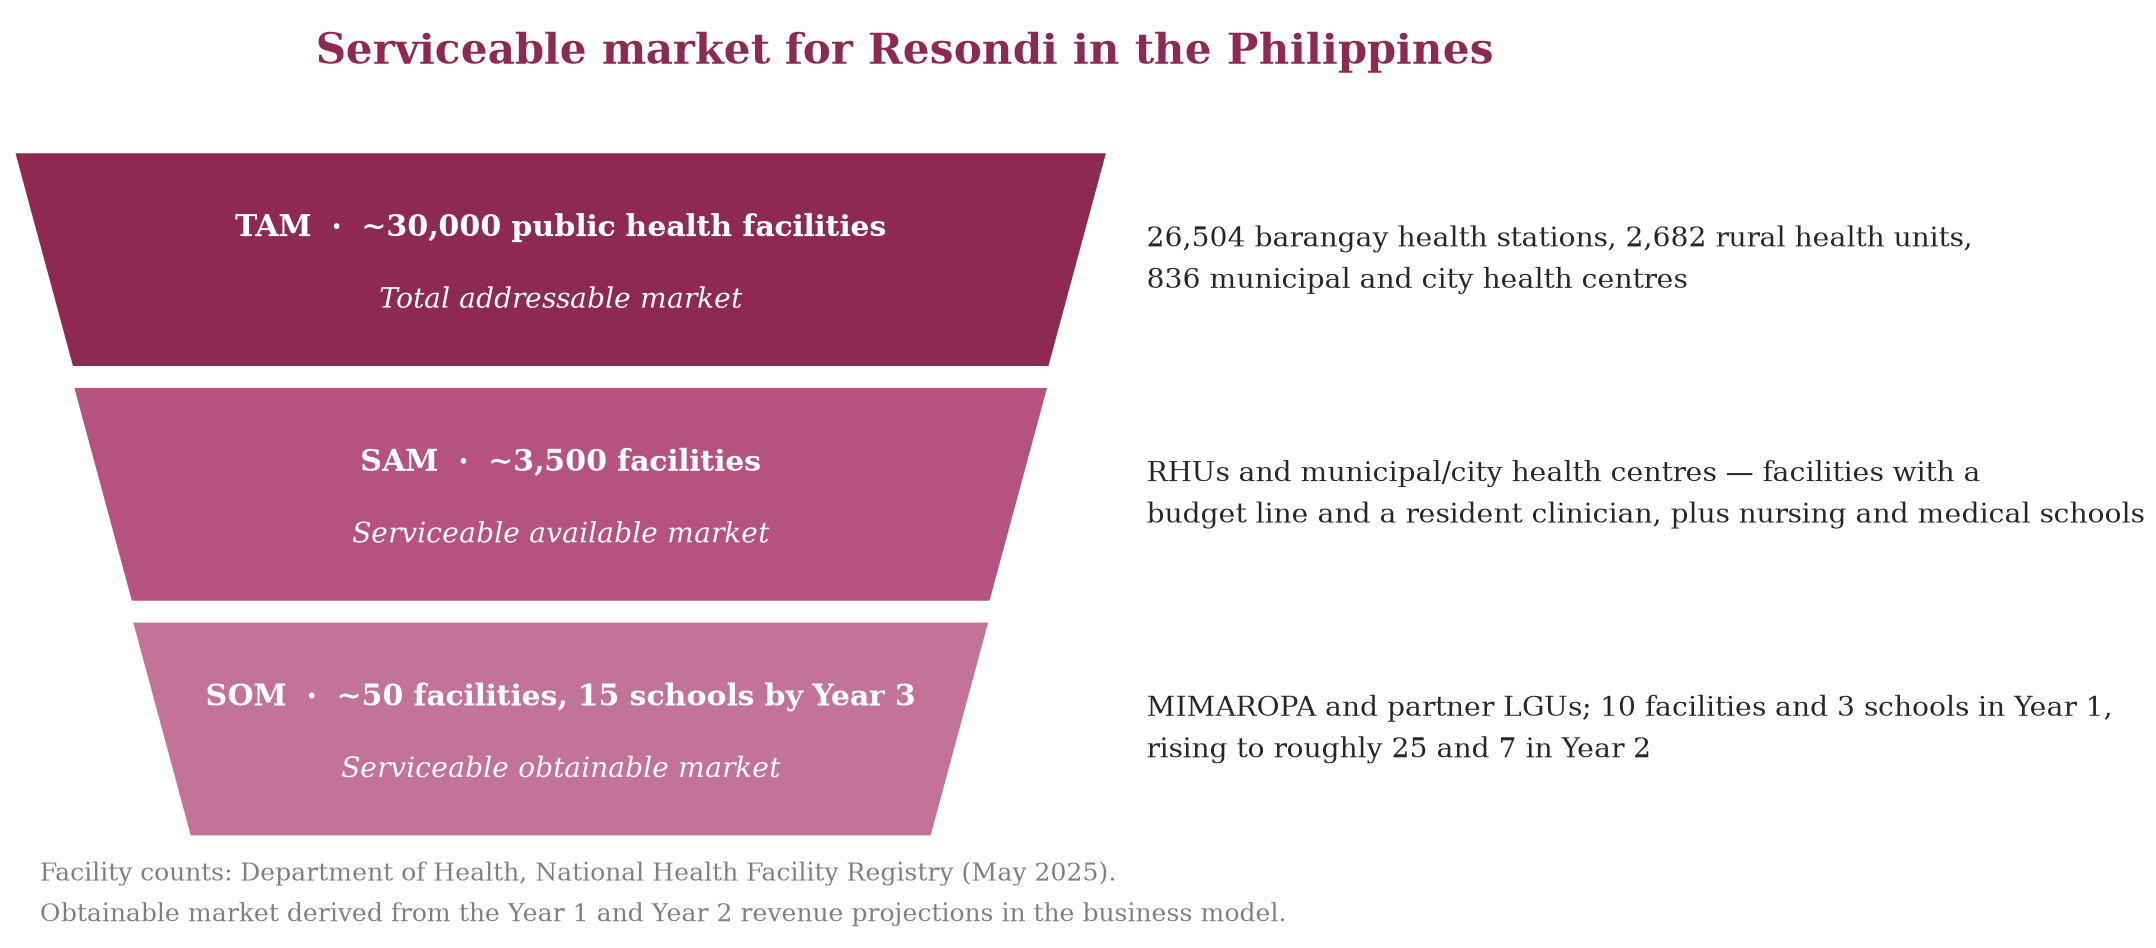 Serviceable market for Resondi in the Philippines
TAM · ~30,000 public health facilities
Total addressable market
26,504 barangay health stations, 2,682 rural health units,
836 municipal and city health centres
SAM · ~3,500 facilities
Serviceable available market
RHUs and municipal/city health centres — facilities with a
budget line and a resident clinician, plus nursing and medical schools
SOM · ~50 facilities, 15 schools by Year 3
Serviceable obtainable market
MIMAROPA and partner LGUs; 10 facilities and 3 schools in Year 1,
rising to roughly 25 and 7 in Year 2
Facility counts: Department of Health, National Health Facility Registry (May 2025).
Obtainable market derived from the Year 1 and Year 2 revenue projections in the business model.